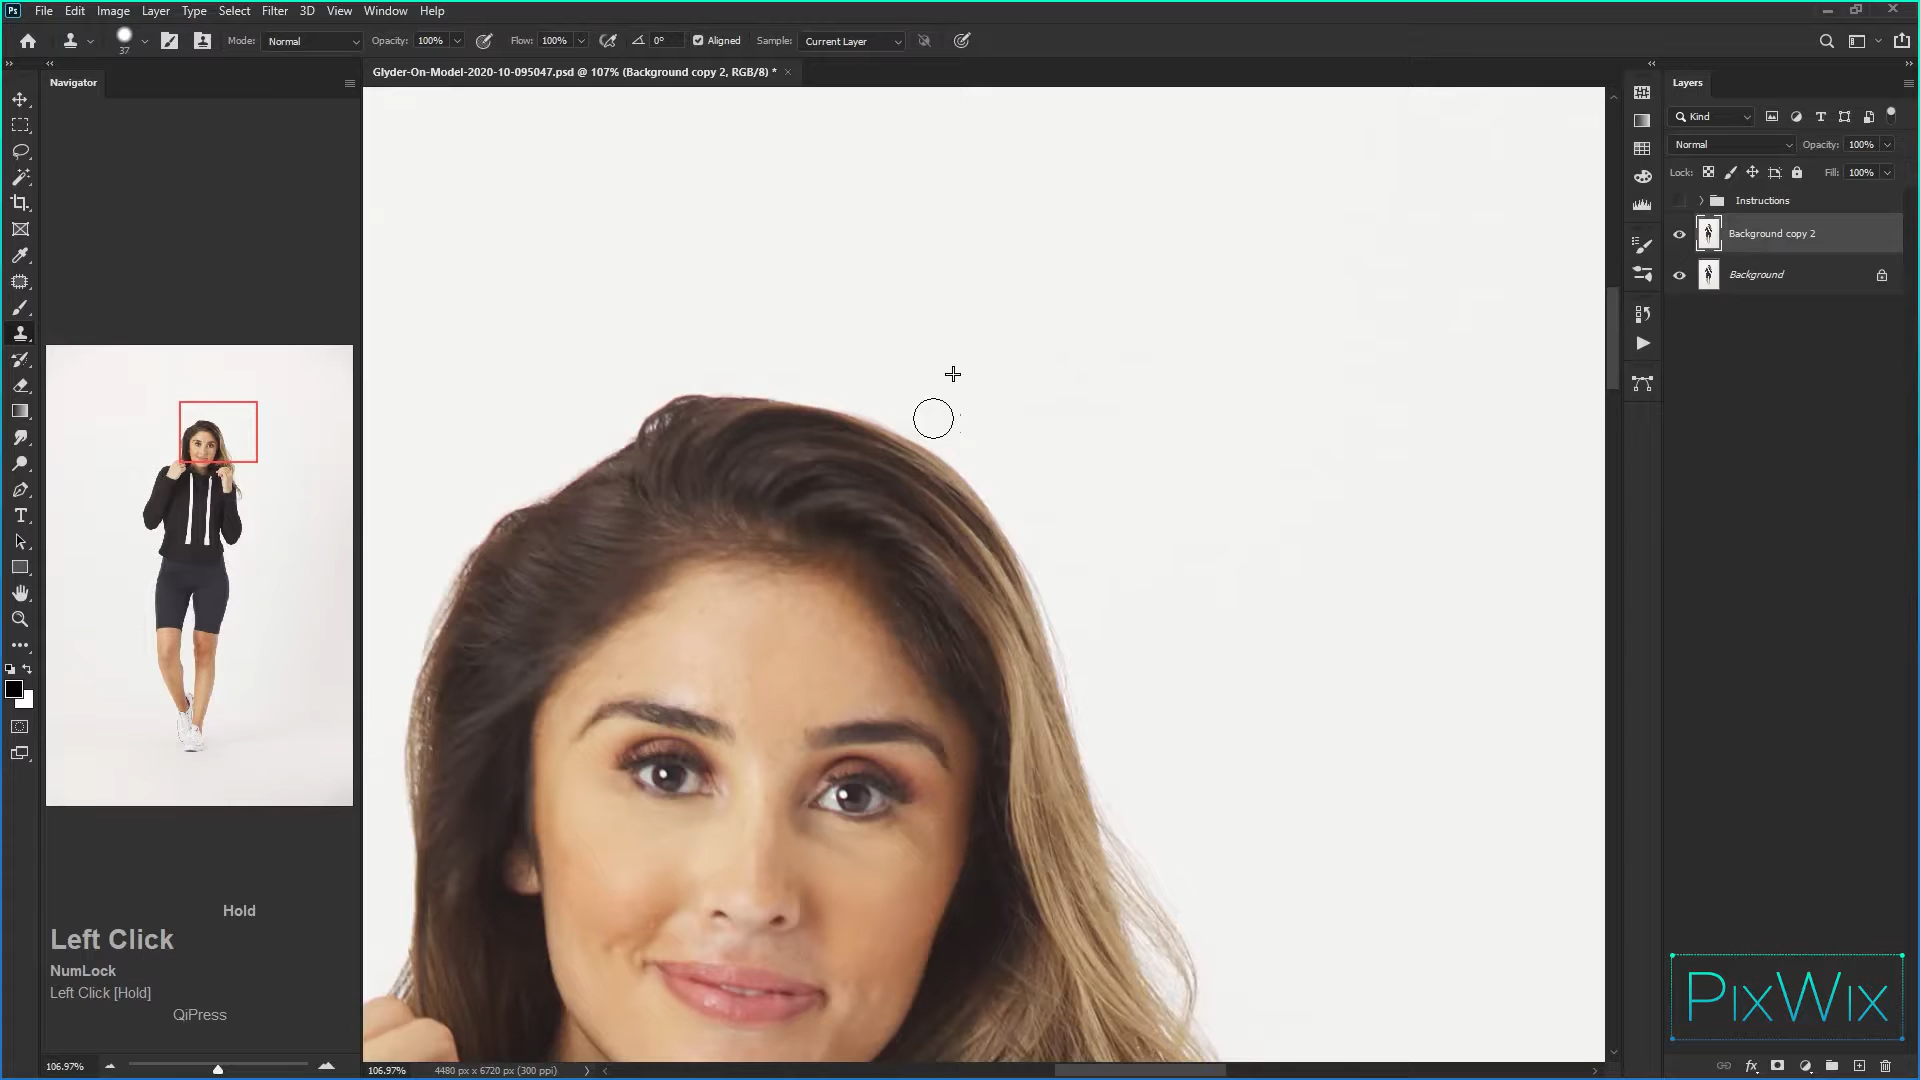 Ps File Edit Image Layer Type Select Filter 3D View Window Help
37 Mode: Normal Opacity: 100% Flow: 100% 0° Aligned Sample: Current Layer
Navigator
Glyder-On-Model-2020-10-095047.psd @ 107% (Background copy 2, RGB/8) * ×
Layers
Kind
Normal Opacity: 100%
Lock: Fill: 100%
Instructions
Background copy 2
Background
Hold
Left Click
NumLock
Left Click [Hold]
QiPress
PIXWIX
106.97%
106.97% 4480 px x 6720 px (300 ppi)